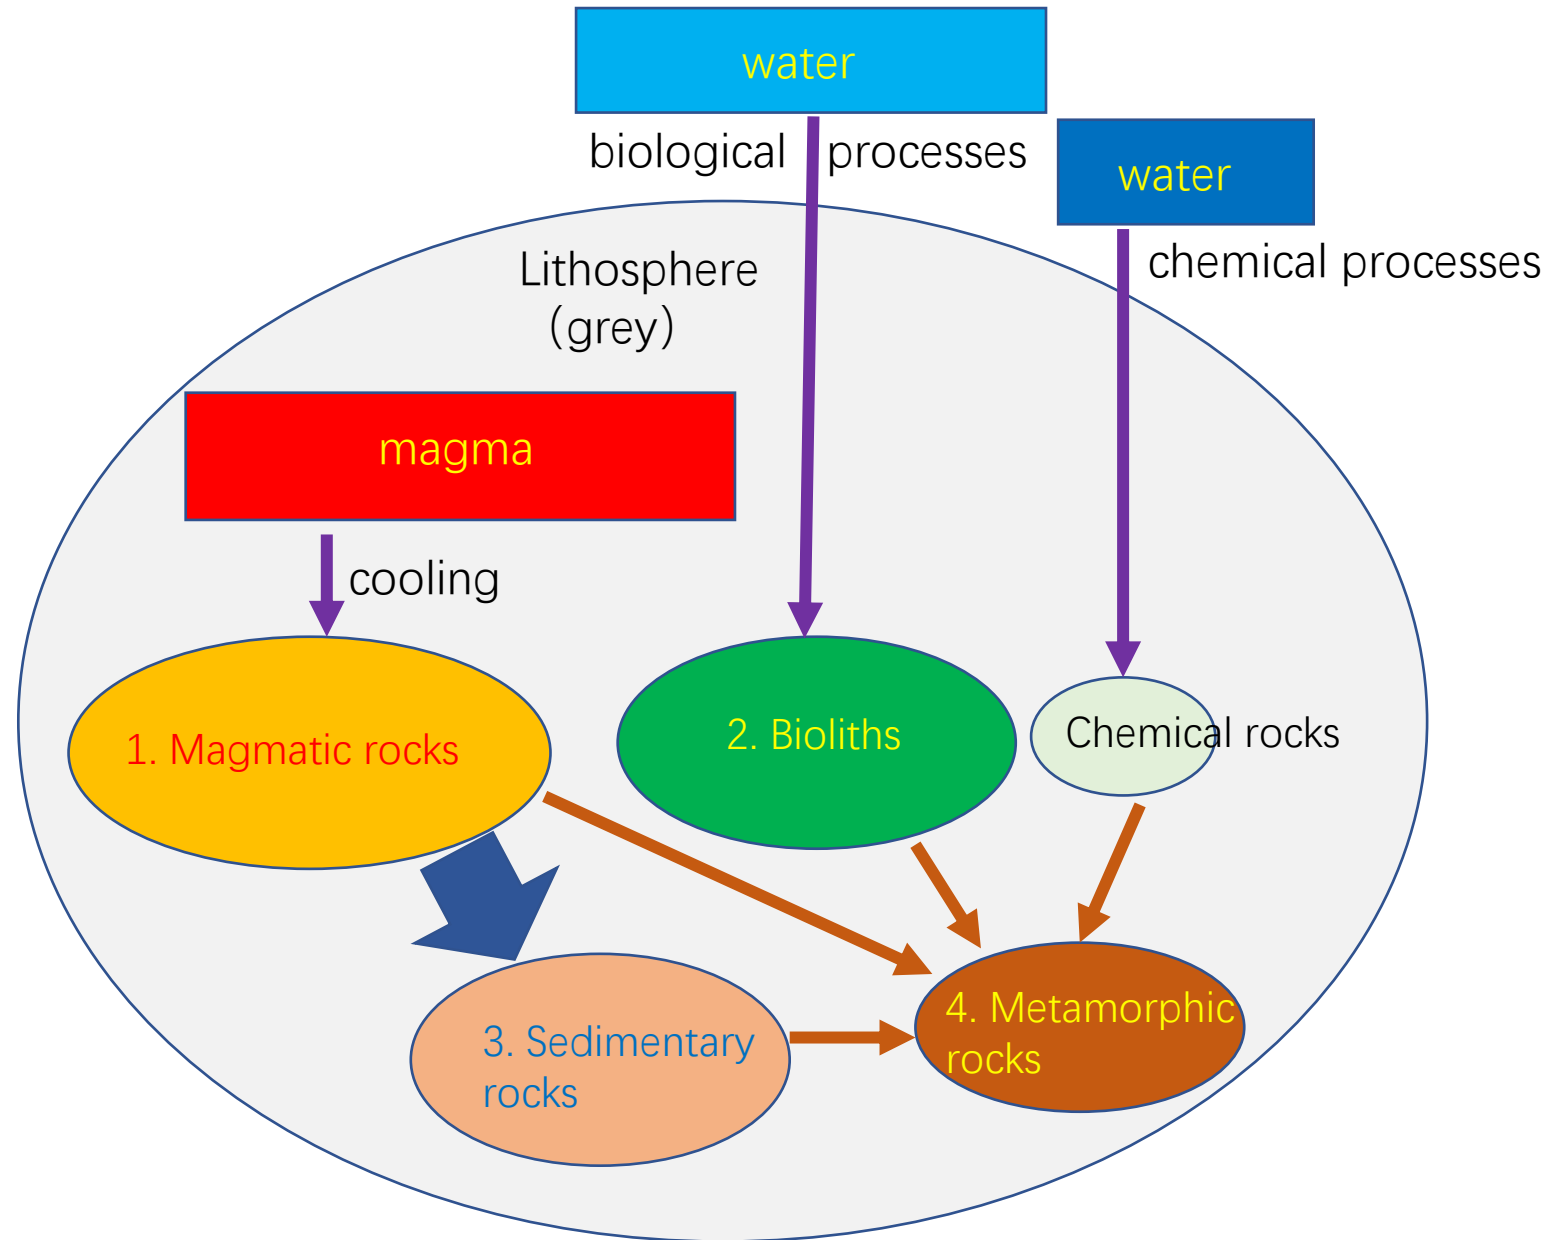 water
biological processes
water
chemical processes
Lithosphere
(grey)
magma
cooling
1. Magmatic rocks
2. Bioliths
Chemical rocks
3. Sedimentary
rocks
4. Metamorphic
rocks